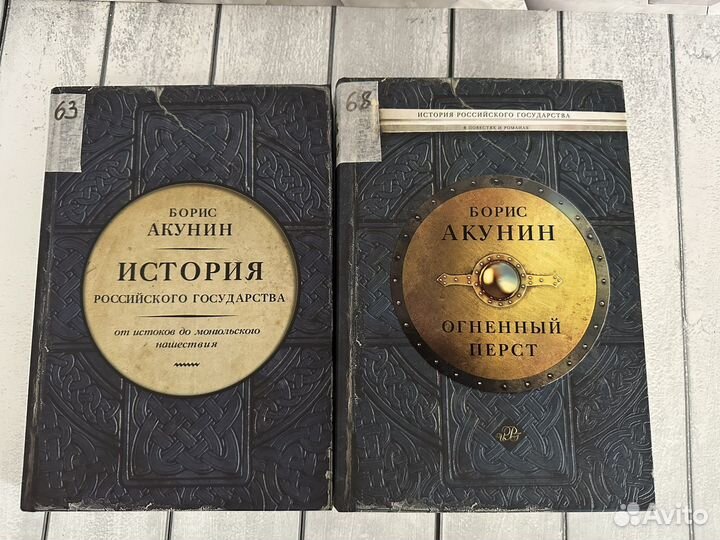 63
БОРИС
АКУНИН
ИСТОРИЯ
РОССИЙСКОГО ГОСУДАРСТВА
от истоков до монгольского
нашествия
68
ИСТОРИЯ РОССИЙСКОГО ГОСУДАРСТВА
В ПОВЕСТЯХ И РОМАНАХ
БОРИС
АКУНИН
ОГНЕННЫЙ
ПЕРСТ
Avito